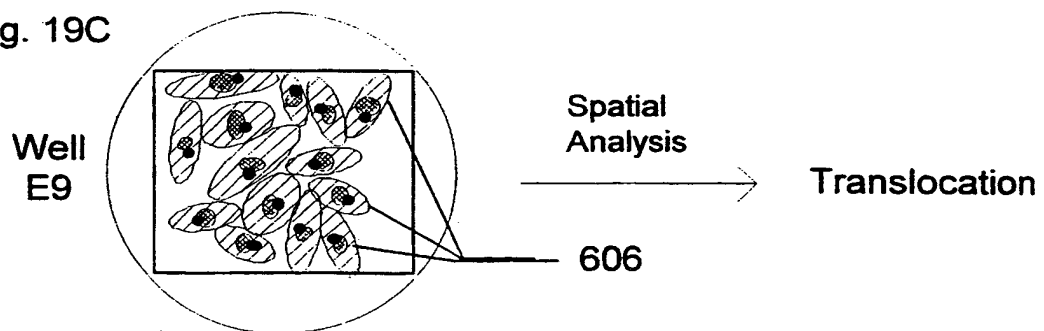 g. 19C
Well
E9
Spatial
Analysis
Translocation
606